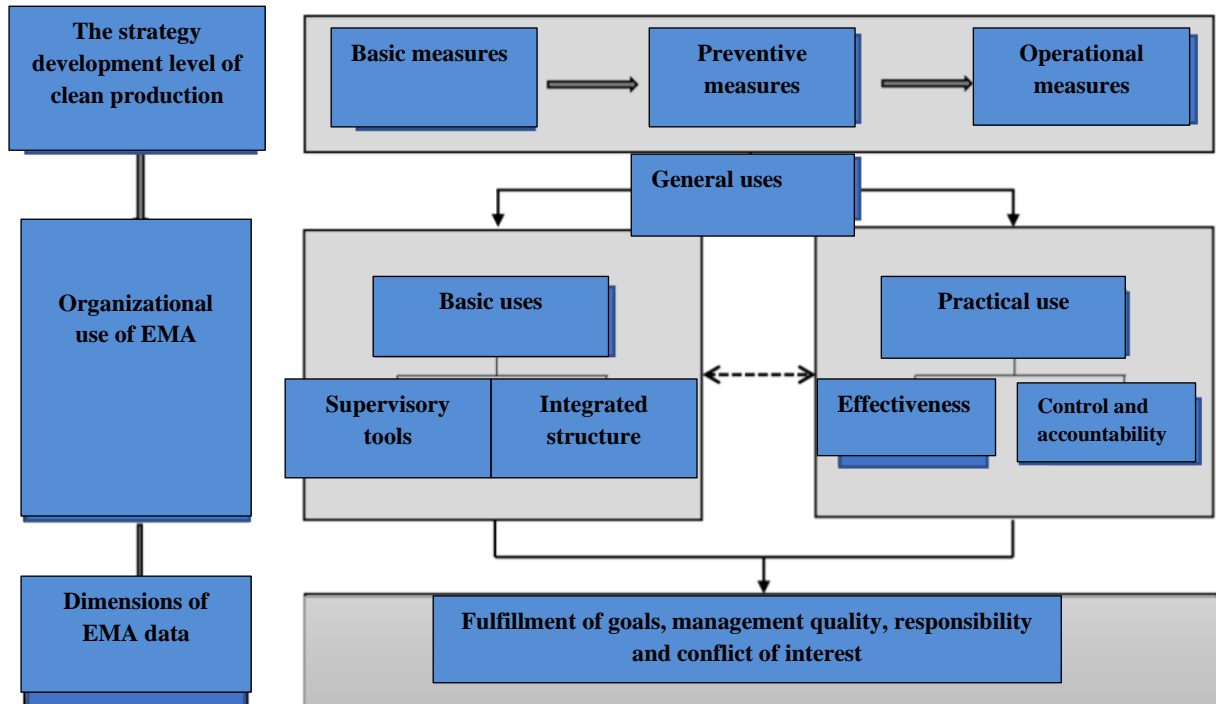 The strategy
development level of
clean production
Basic measures
Preventive
measures
Operational
measures
General uses
Organizational
use of EMA
Basic uses
Practical use
Supervisory
tools
Integrated
structure
Effectiveness
Control and
accountability
Dimensions of
EMA data
Fulfillment of goals, management quality, responsibility
and conflict of interest